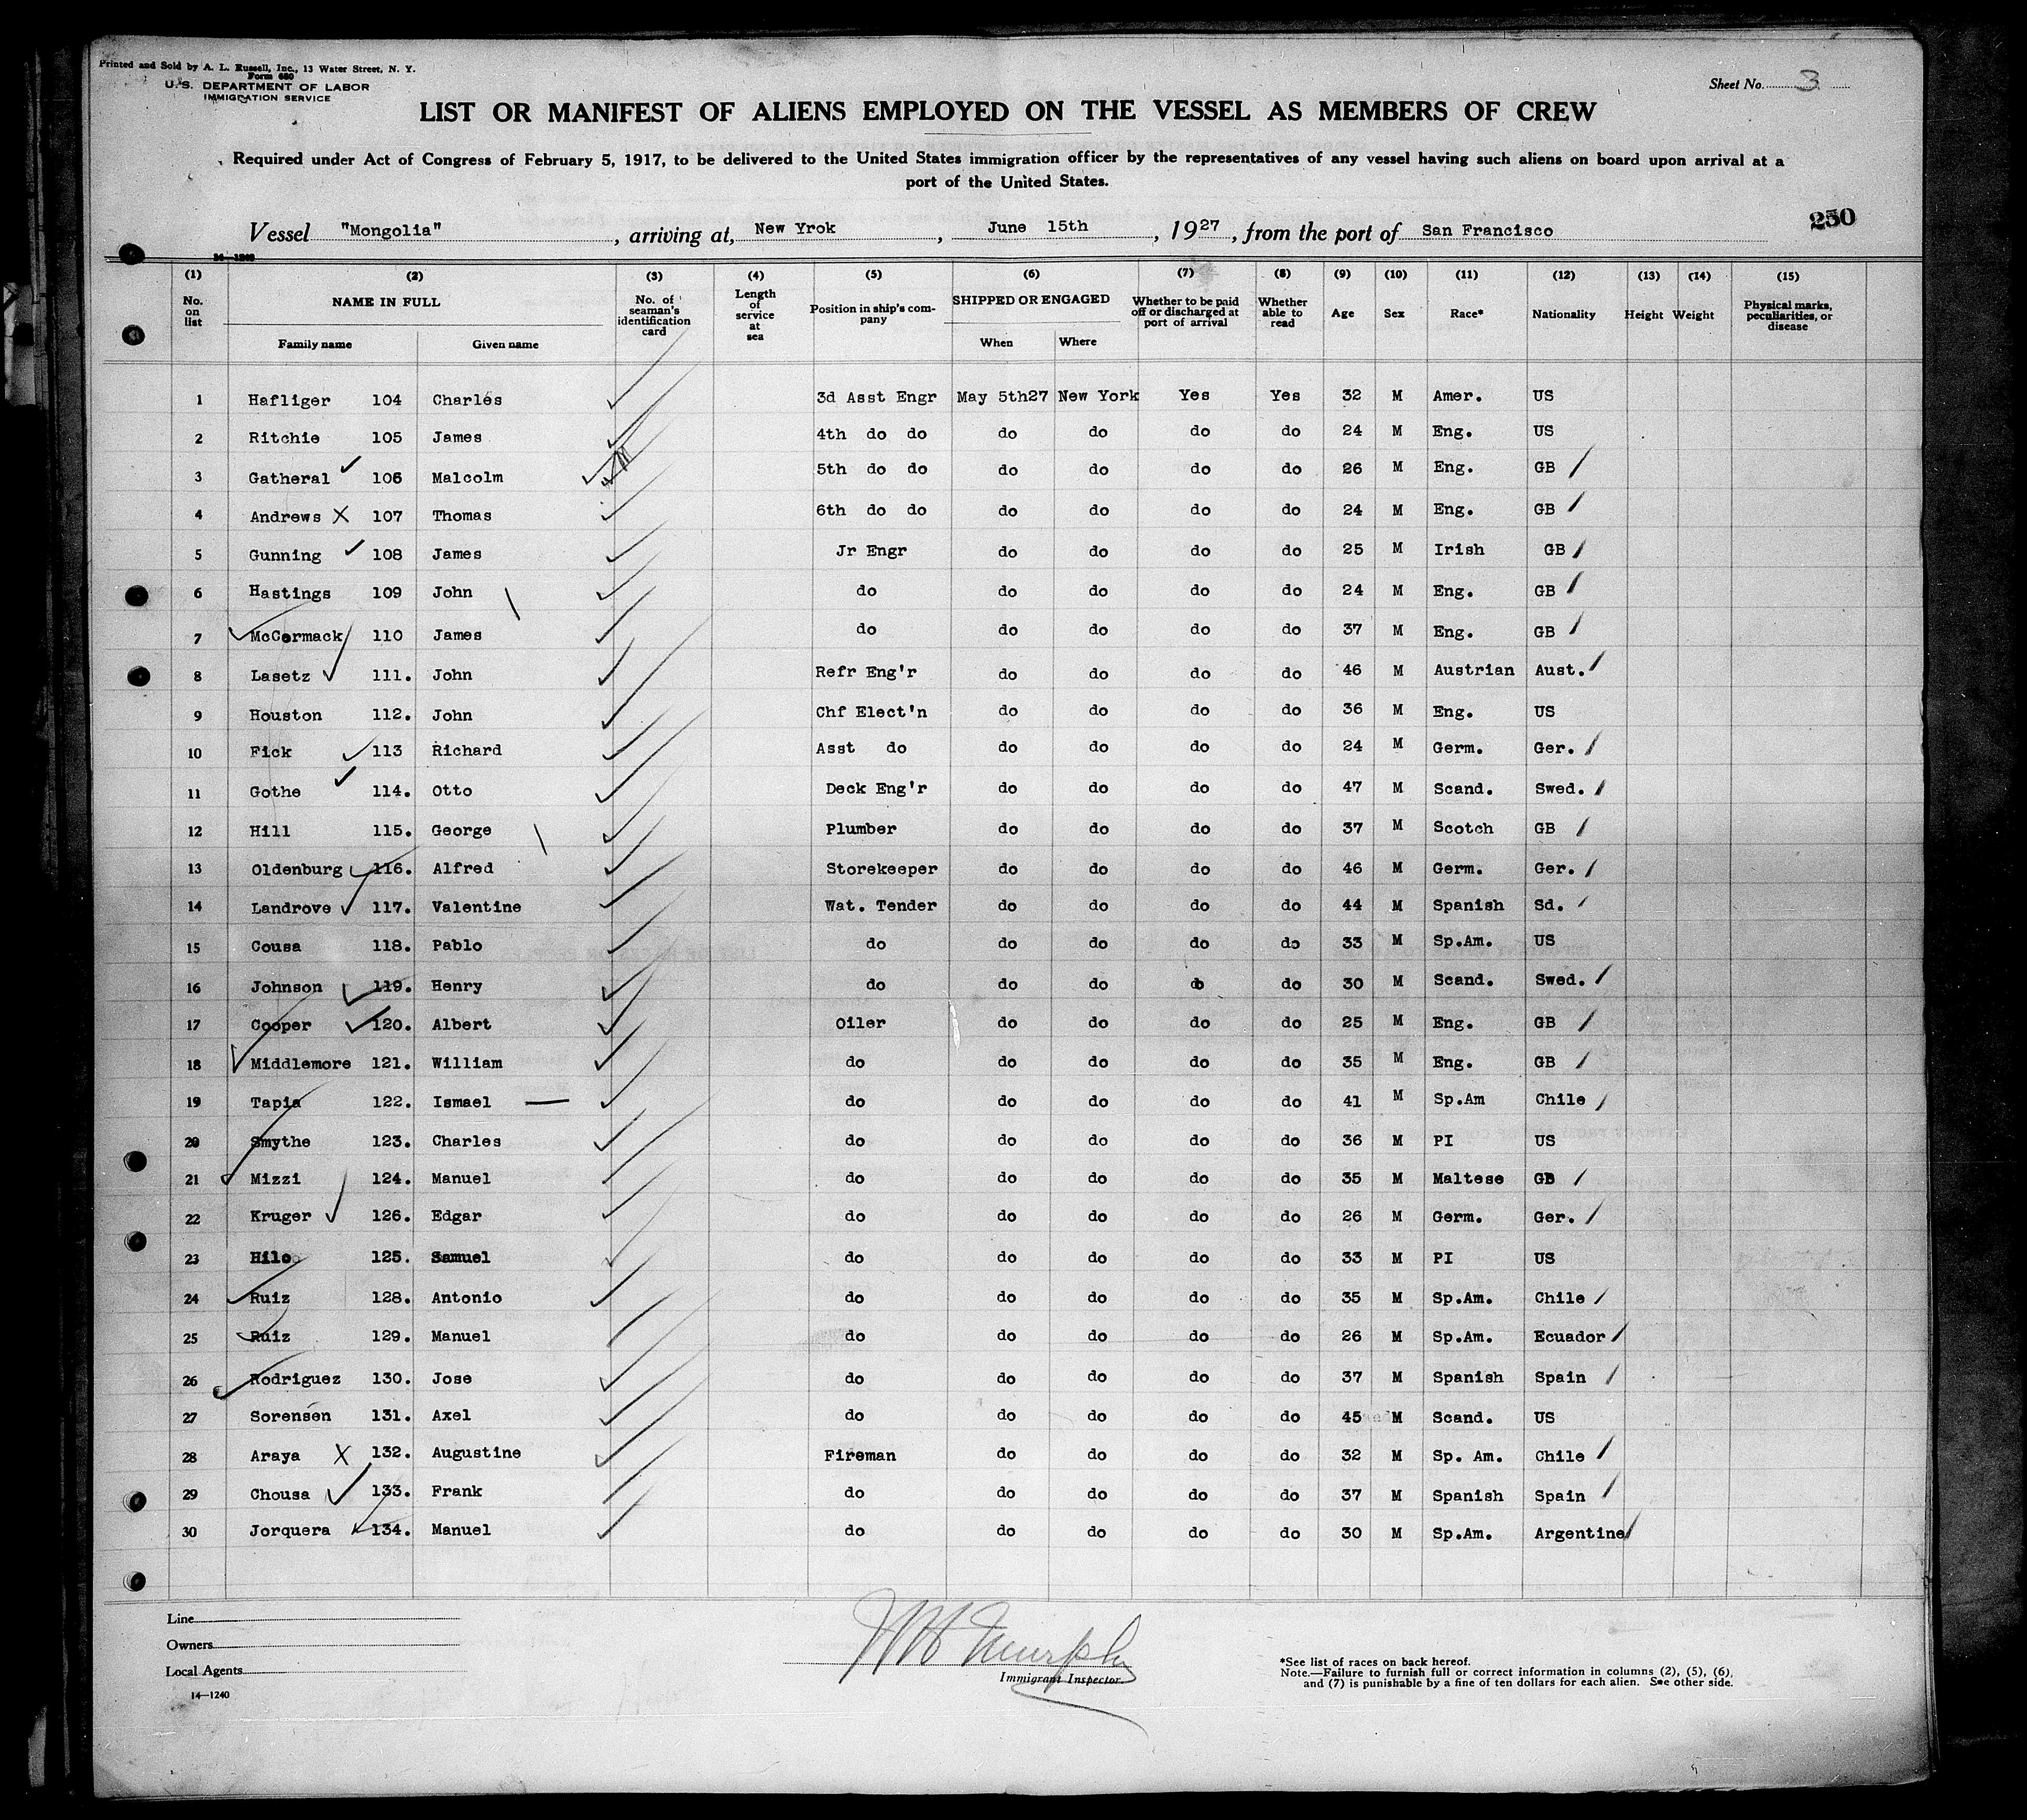 Printed and Sold by A. L. Russell, Inc., 13 Water Street, N. Y.
Form 680
U.S. DEPARTMENT OF LABOR
IMMIGRATION SERVICE
Sheet No. 3
LIST OR MANIFEST OF ALIENS EMPLOYED ON THE VESSEL AS MEMBERS OF CREW
Required under Act of Congress of February 5, 1917, to be delivered to the United States immigration officer by the representatives of any vessel having such aliens on board upon arrival at a
port of the United States.
250
Vessel "Mongolia", arriving at, New Yrok, June 15th, 1927, from the port of San Francisco
14—1240
(1) (2) (3) (4) (5) (6) (7) (8) (9) (10) (11) (12) (13) (14) (15)
No. on list NAME IN FULL Family name Given name No. of seaman's identification card Length of service at sea Position in ship's company SHIPPED OR ENGAGED When Where Whether to be paid off or discharged at port of arrival Whether able to read Age Sex Race* Nationality Height Weight Physical marks, peculiarities, or disease
1 Hafliger 104 Charles 3d Asst Engr May 5th27 New York Yes Yes 32 M Amer. US
2 Ritchie 105 James 4th do do do do do do 24 M Eng. US
3 Gatheral 106 Malcolm 5th do do do do do do 26 M Eng. GB
4 Andrews X 107 Thomas 6th do do do do do do 24 M Eng. GB
5 Gunning 108 James Jr Engr do do do do 25 M Irish GB
6 Hastings 109 John do do do do do 24 M Eng. GB
7 McCormack 110 James do do do do do 37 M Eng. GB
8 Lasetz 111. John Refr Eng'r do do do do 46 M Austrian Aust.
9 Houston 112. John Chf Elect'n do do do do 36 M Eng. US
10 Fick 113 Richard Asst do do do do do 24 M Germ. Ger.
11 Gothe 114. Otto Deck Eng'r do do do do 47 M Scand. Swed.
12 Hill 115. George Plumber do do do do 37 M Scotch GB
13 Oldenburg 116. Alfred Storekeeper do do do do 46 M Germ. Ger.
14 Landrove 117. Valentine Wat. Tender do do do do 44 M Spanish Sd.
15 Cousa 118. Pablo do do do do do 33 M Sp.Am. US
16 Johnson 119. Henry do do do do do 30 M Scand. Swed.
17 Cooper 120. Albert Oiler do do do do 25 M Eng. GB
18 Middlemore 121. William do do do do do 35 M Eng. GB
19 Tapia 122. Ismael do do do do do 41 M Sp.Am Chile
20 Smythe 123. Charles do do do do do 36 M PI US
21 Mizzi 124. Manuel do do do do do 35 M Maltese GB
22 Kruger 126. Edgar do do do do do 26 M Germ. Ger.
23 Hilo 125. Samuel do do do do do 33 M PI US
24 Ruiz 128. Antonio do do do do do 35 M Sp.Am. Chile
25 Ruiz 129. Manuel do do do do do 26 M Sp.Am. Ecuador
26 Rodriguez 130. Jose do do do do do 37 M Spanish Spain
27 Sorensen 131. Axel do do do do do 45 M Scand. US
28 Araya X 132. Augustine Fireman do do do do 32 M Sp. Am. Chile
29 Chousa 133. Frank do do do do do 37 M Spanish Spain
30 Jorquera 134. Manuel do do do do do 30 M Sp.Am. Argentine
Line
Owners
Local Agents
14—1240
Murphy
Immigrant Inspector.
*See list of races on back hereof.
Note.—Failure to furnish full or correct information in columns (2), (5), (6),
and (7) is punishable by a fine of ten dollars for each alien. See other side.